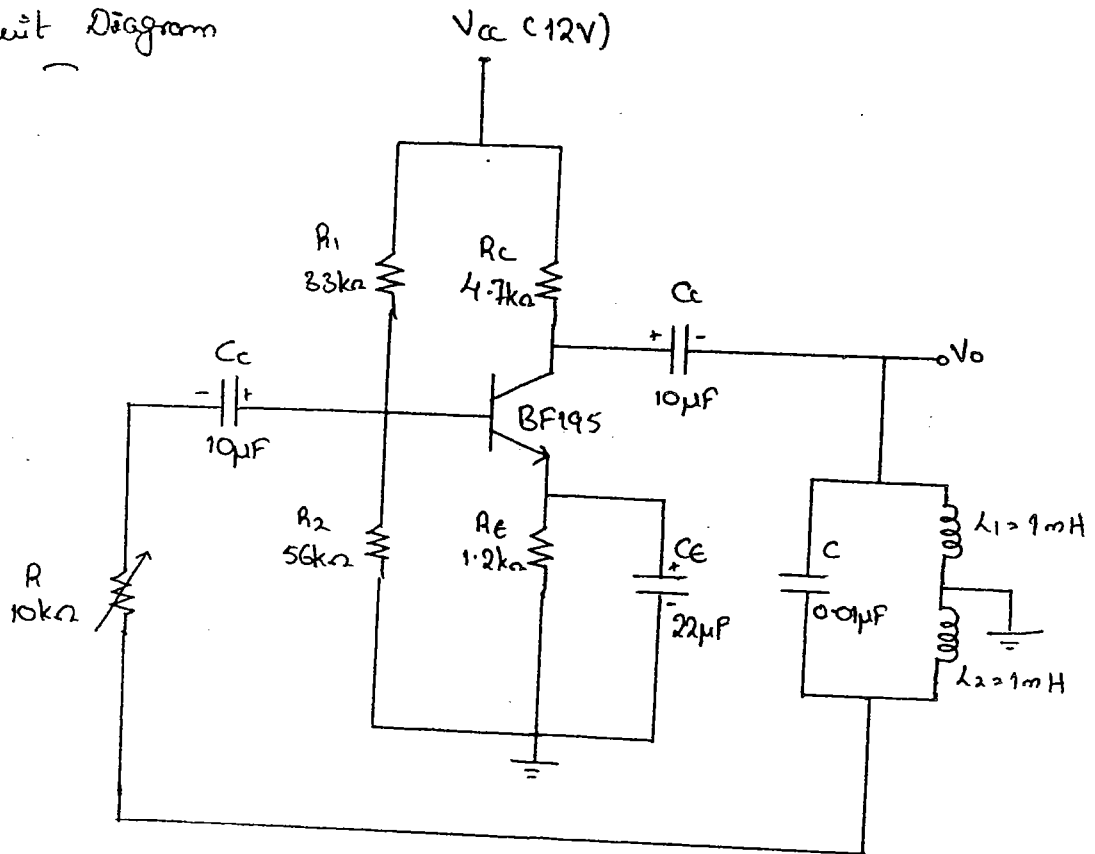 Diagram
Vcc (12V)
R1
33kΩ
Rc
4.7kΩ
Cc
+ -
10µF
Vo
Cc
- +
10µF
BF195
R2
56kΩ
RE
1.2kΩ
CE
+
-
22µF
R
10kΩ
C
0.01µF
L1 = 1mH
L2 = 1mH